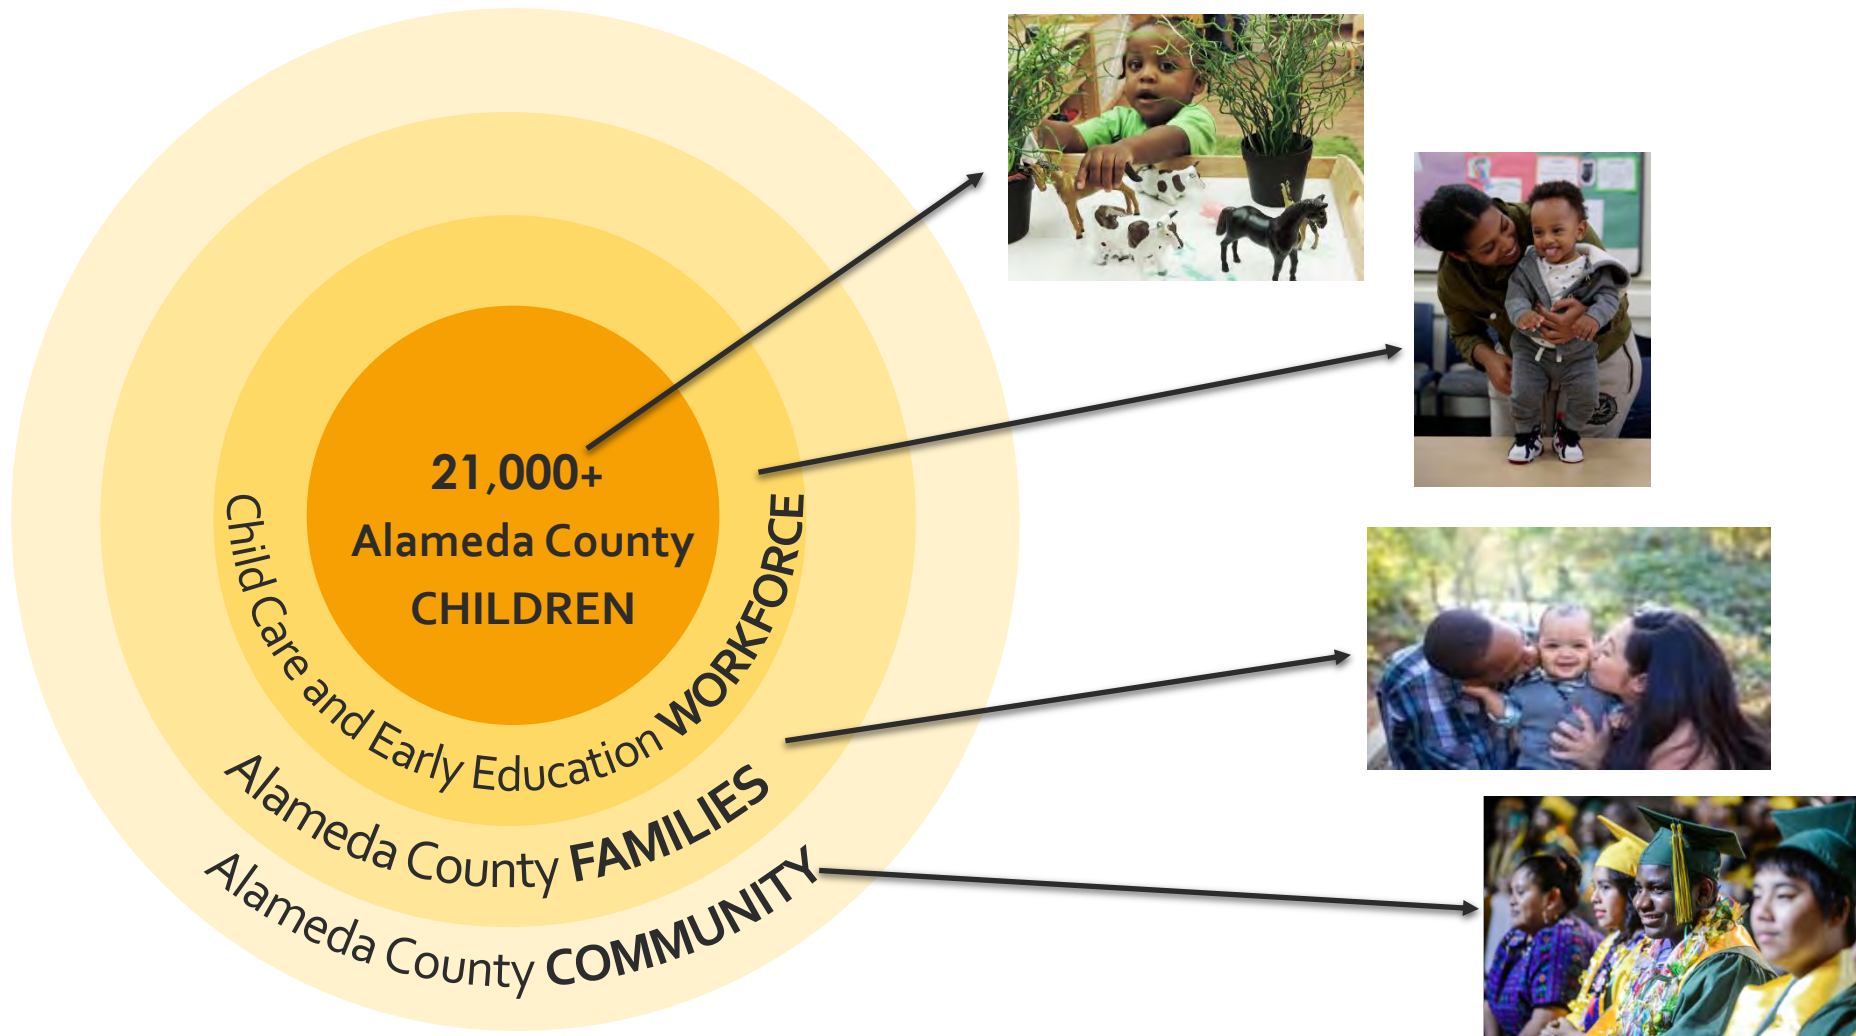 21,000+
Alameda County
CHILDREN
Child Care and Early Education WORKFORCE
Alameda County FAMILIES
Alameda County COMMUNITY